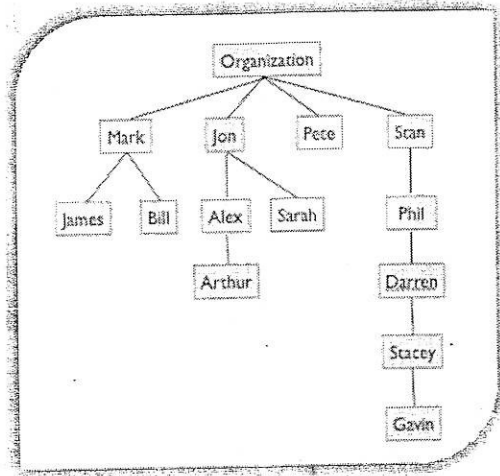 Organization
Mark Jon Pete Stan
James Bill Alex Sarah Phil
Arthur Darren
Stacey
Gavin